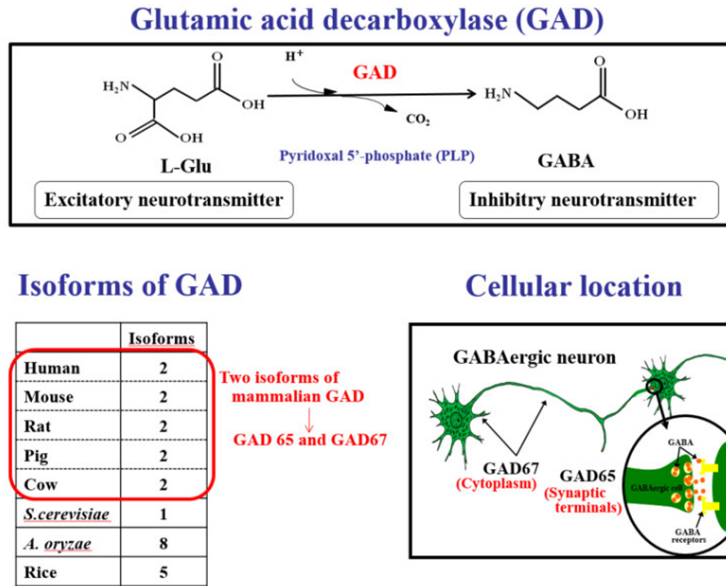 Glutamic acid decarboxylase (GAD)
H+
GAD
H₂N
O
OH
O
OH
CO₂
H₂N
O
OH
L-Glu
Pyridoxal 5’-phosphate (PLP)
GABA
Excitatory neurotransmitter
Inhibitry neurotransmitter
Isoforms of GAD
Isoforms
Human 2
Mouse 2
Rat 2
Pig 2
Cow 2
S.cerevisiae 1
A. oryzae 8
Rice 5
Two isoforms of
mammalian GAD
GAD 65 and GAD67
Cellular location
GABAergic neuron
GAD67
(Cytoplasm)
GAD65
(Synaptic
terminals)
GABA
GABAergic cell
GABA
receptors